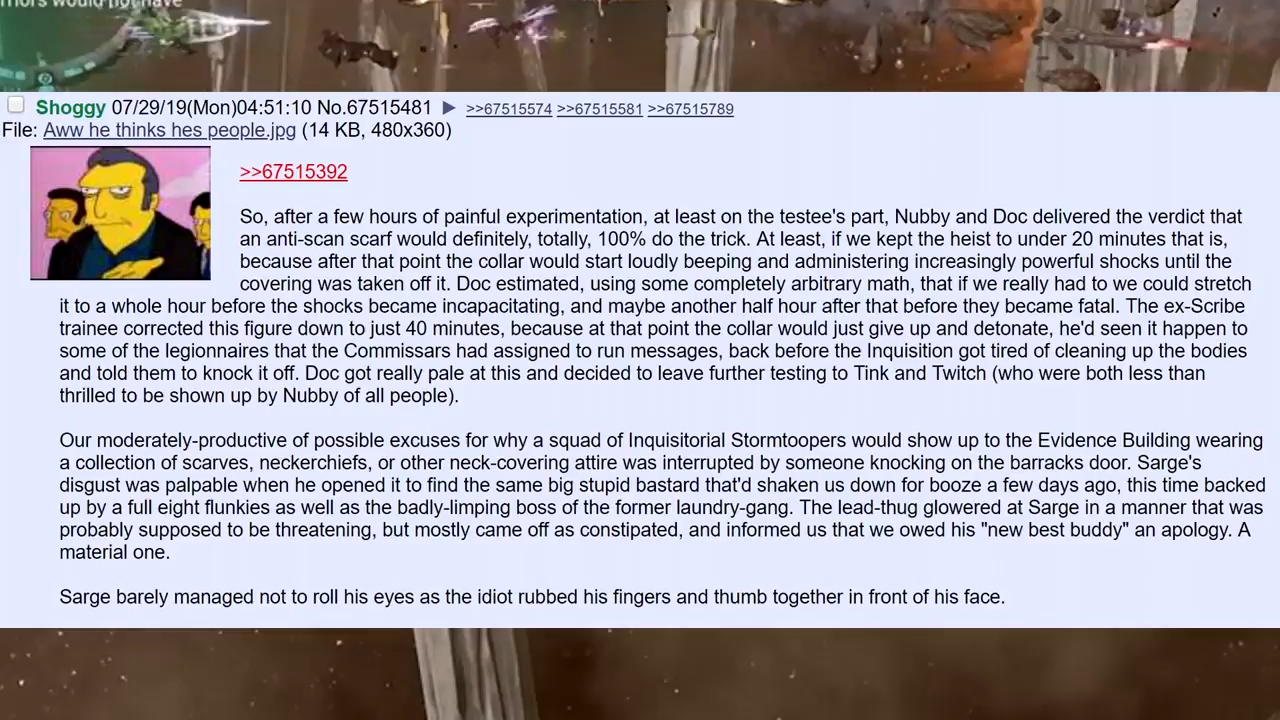 would not have
Shoggy 07/29/19(Mon)04:51:10 No.67515481 ▶ >>67515574 >>67515581 >>67515789
File: Aww he thinks hes people.jpg (14 KB, 480x360)
>>67515392
So, after a few hours of painful experimentation, at least on the testee's part, Nubby and Doc delivered the verdict that
an anti-scan scarf would definitely, totally, 100% do the trick. At least, if we kept the heist to under 20 minutes that is,
because after that point the collar would start loudly beeping and administering increasingly powerful shocks until the
covering was taken off it. Doc estimated, using some completely arbitrary math, that if we really had to we could stretch
it to a whole hour before the shocks became incapacitating, and maybe another half hour after that before they became fatal. The ex-Scribe
trainee corrected this figure down to just 40 minutes, because at that point the collar would just give up and detonate, he'd seen it happen to
some of the legionnaires that the Commissars had assigned to run messages, back before the Inquisition got tired of cleaning up the bodies
and told them to knock it off. Doc got really pale at this and decided to leave further testing to Tink and Twitch (who were both less than
thrilled to be shown up by Nubby of all people).
Our moderately-productive of possible excuses for why a squad of Inquisitorial Stormtoopers would show up to the Evidence Building wearing
a collection of scarves, neckerchiefs, or other neck-covering attire was interrupted by someone knocking on the barracks door. Sarge's
disgust was palpable when he opened it to find the same big stupid bastard that'd shaken us down for booze a few days ago, this time backed
up by a full eight flunkies as well as the badly-limping boss of the former laundry-gang. The lead-thug glowered at Sarge in a manner that was
probably supposed to be threatening, but mostly came off as constipated, and informed us that we owed his "new best buddy" an apology. A
material one.
Sarge barely managed not to roll his eyes as the idiot rubbed his fingers and thumb together in front of his face.